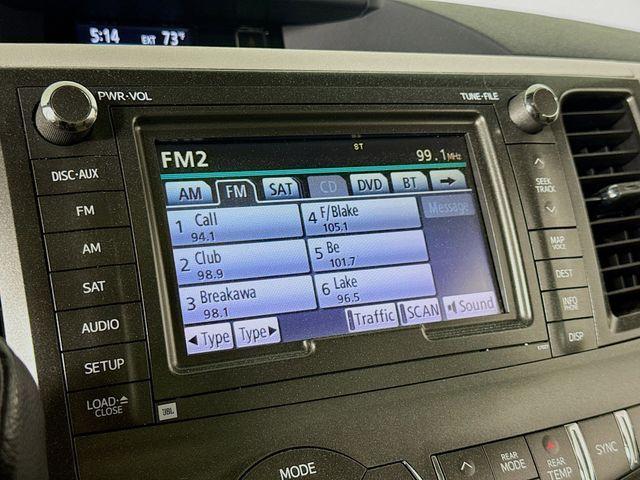 5:14 EXT 73°
PWR·VOL
TUNE·FILE
DISC·AUX
FM
AM
SAT
AUDIO
SETUP
LOAD·⏏
CLOSE
ST
FM2 99.1MHz
AM FM SAT CD DVD BT →
1 Call
94.1
4 F/Blake
105.1
Message
2 Club
98.9
5 Be
101.7
3 Breakawa
98.1
6 Lake
96.5
◀Type Type▶ Traffic SCAN Sound
JBL
SEEK
TRACK
MAP
VOICE
DEST
INFO
PHONE
DISP
MODE
REAR
MODE
REAR
TEMP
SYNC